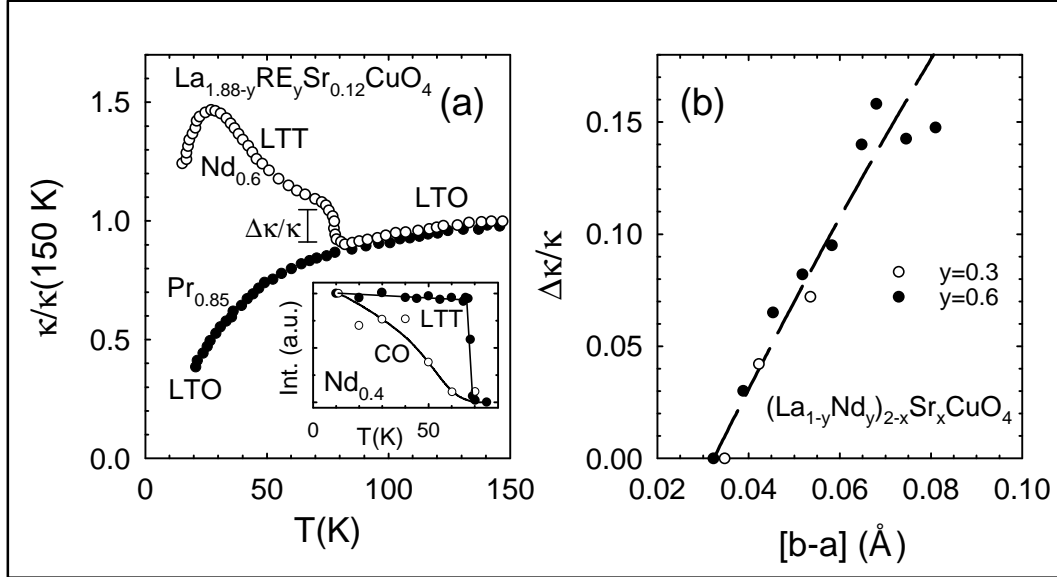 La1.88-yREySr0.12CuO4
(a)
LTT
Nd0.6
LTO
Δκ/κ
Pr0.85
LTO
κ/κ(150 K)
0.0
0.5
1.0
1.5
0 50 100 150
T(K)
Int. (a.u.)
LTT
CO
Nd0.4
0 T(K) 50
(b)
Δκ/κ
0.00
0.05
0.10
0.15
y=0.3
y=0.6
(La1-yNdy)2-xSrxCuO4
0.02 0.04 0.06 0.08 0.10
[b-a] (Å)